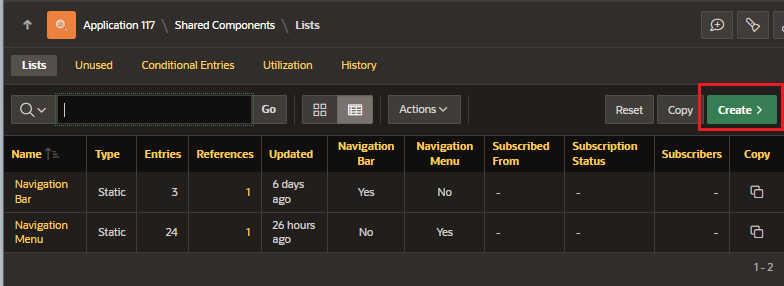 Application 117 \ Shared Components \ Lists
Lists Unused Conditional Entries Utilization History
Go Actions Reset Copy Create >
Name Type Entries References Updated Navigation Bar Navigation Menu Subscribed From Subscription Status Subscribers Copy
Navigation Bar Static 3 1 6 days ago Yes No - - -
Navigation Menu Static 24 1 26 hours ago No Yes - - -
1 - 2